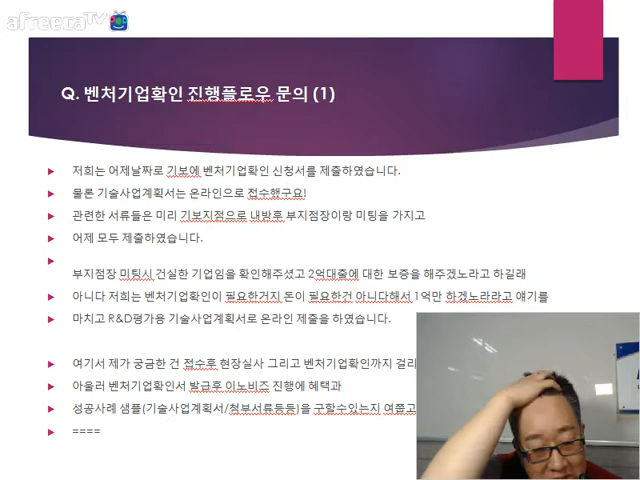 afreecaTV
Q. 벤처기업확인 진행플로우 문의 (1)
저희는 어제날짜로 기보에 벤처기업확인 신청서를 제출하였습니다.
물론 기술사업계획서는 온라인으로 접수했구요!
관련한 서류들은 미리 기보지점으로 내방후 부지점장이랑 미팅을 가지고
어제 모두 제출하였습니다.
부지점장 미팅시 건실한 기업임을 확인해주셨고 2억대출에 대한 보증을 해주겠노라고 하길래
아니다 저희는 벤처기업확인이 필요한거지 돈이 필요한건 아니다해서 1억만 하겠노라라고 얘기를
마치고 R&D평가용 기술사업계획서로 온라인 제출을 하였습니다.
여기서 제가 궁금한 건 접수후 현장실사 그리고 벤처기업확인까지 걸리
아울러 벤처기업확인서 발급후 이노비즈 진행에 혜택과
성공사례 샘플(기술사업계획서/첨부서류등등)을 구할수있는지 여쭙고
====